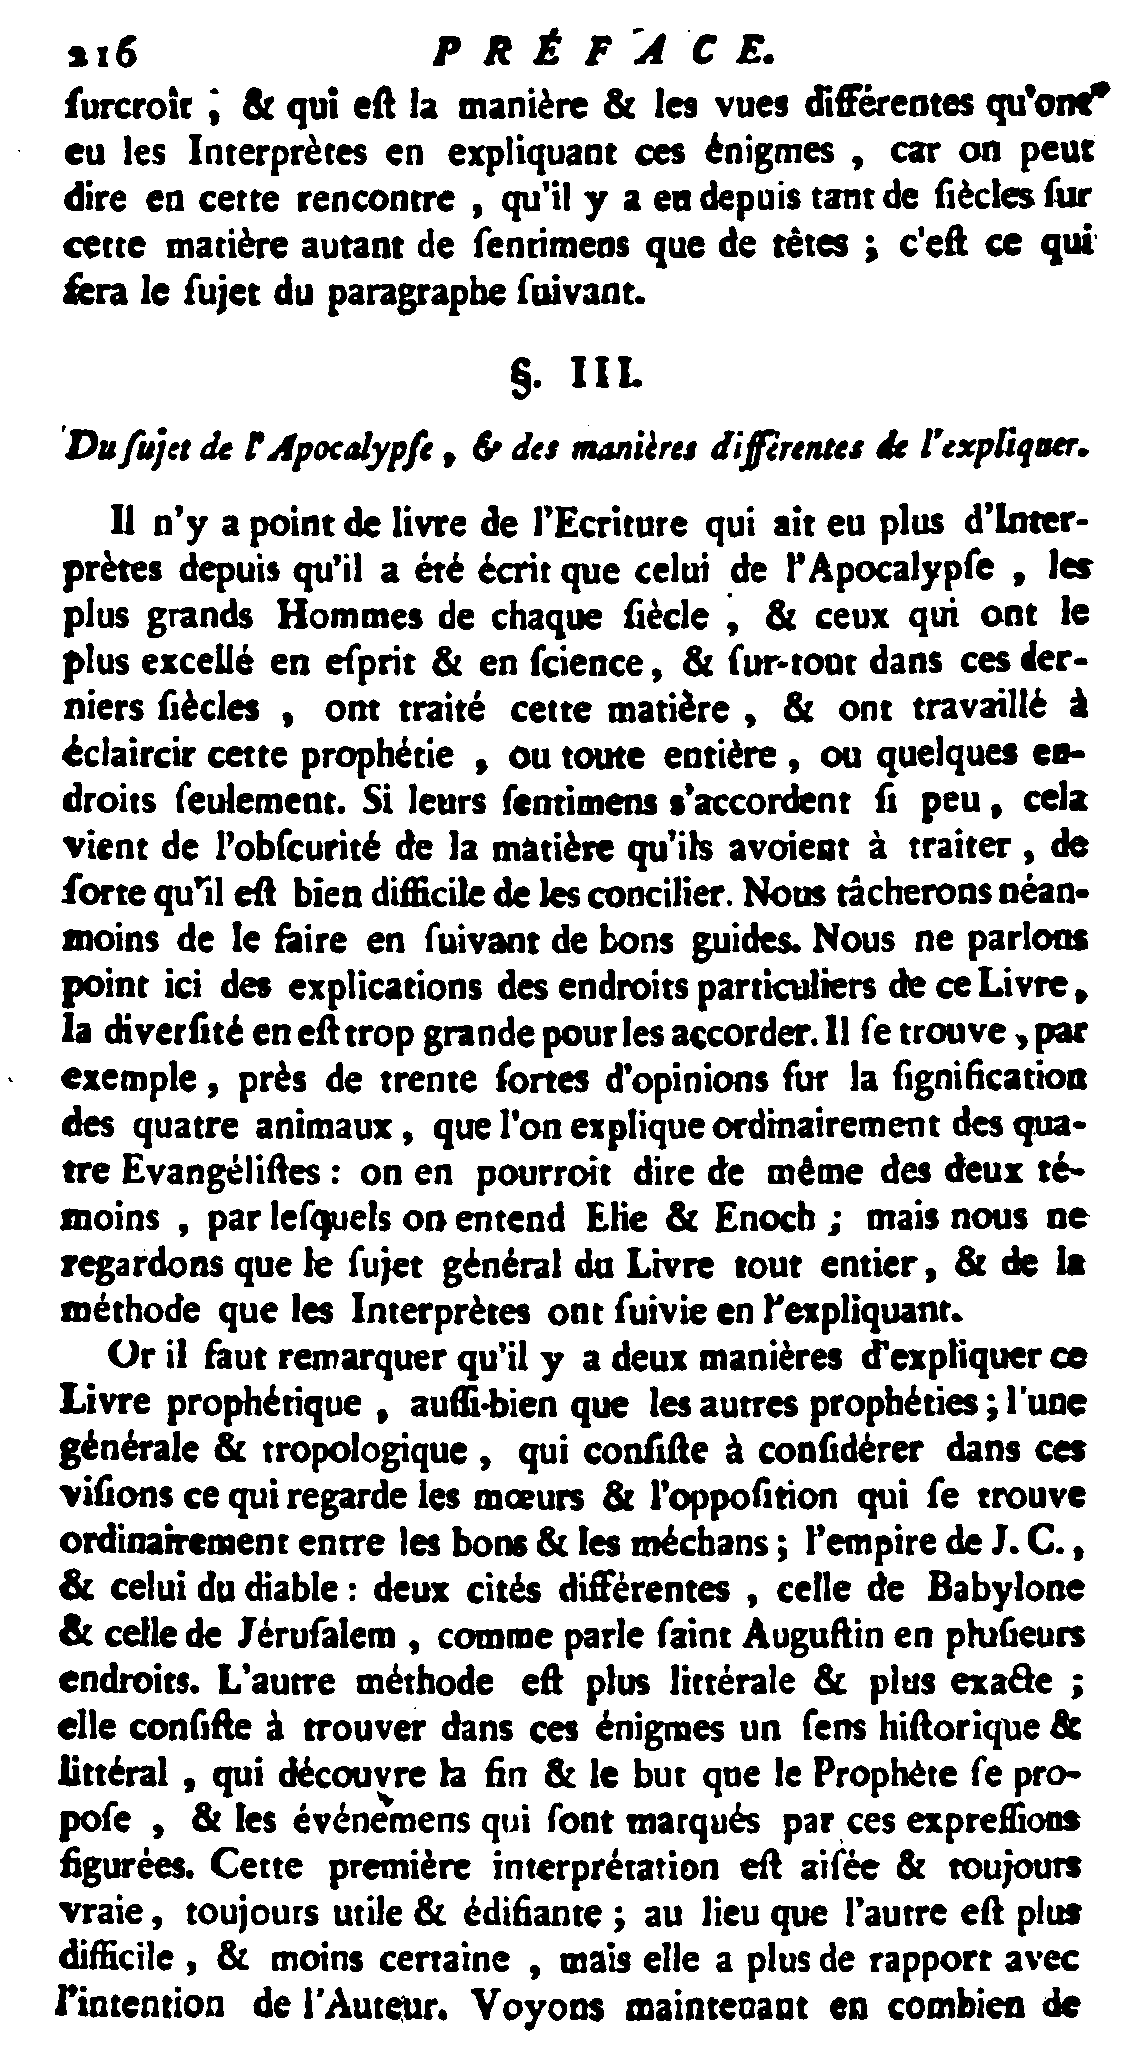 216 PRÉFACE.
ſurcroît ; & qui eſt la manière & les vues différentes qu'ont
eu les Interprètes en expliquant ces énigmes , car on peut
dire en cette rencontre , qu'il y a eu depuis tant de ſiècles ſur
cette matière autant de ſentimens que de têtes ; c'eſt ce qui
ſera le ſujet du paragraphe ſuivant.
§. III.
Du ſujet de l'Apocalypſe , & des manières différentes de l'expliquer.
Il n'y a point de livre de l'Ecriture qui ait eu plus d'Inter-
prètes depuis qu'il a été écrit que celui de l'Apocalypſe , les
plus grands Hommes de chaque ſiècle , & ceux qui ont le
plus excellé en eſprit & en ſcience , & ſur-tout dans ces der-
niers ſiècles , ont traité cette matière , & ont travaillé à
éclaircir cette prophétie , ou toute entière , ou quelques en-
droits ſeulement. Si leurs ſentimens s'accordent ſi peu , cela
vient de l'obſcurité de la matière qu'ils avoient à traiter , de
ſorte qu'il eſt bien difficile de les concilier. Nous tâcherons néan-
moins de le faire en ſuivant de bons guides. Nous ne parlons
point ici des explications des endroits particuliers de ce Livre ,
la diverſité en eſt trop grande pour les accorder. Il ſe trouve , par
exemple , près de trente ſortes d'opinions ſur la ſignification
des quatre animaux , que l'on explique ordinairement des qua-
tre Evangéliſtes : on en pourroit dire de même des deux té-
moins , par leſquels on entend Elie & Enoch ; mais nous ne
regardons que le ſujet général du Livre tout entier , & de la
méthode que les Interprètes ont ſuivie en l'expliquant.
Or il faut remarquer qu'il y a deux manières d'expliquer ce
Livre prophétique , auſſi-bien que les autres prophéties ; l'une
générale & tropologique , qui conſiſte à conſidérer dans ces
viſions ce qui regarde les mœurs & l'oppoſition qui ſe trouve
ordinairement entre les bons & les méchans ; l'empire de J. C. ,
& celui du diable : deux cités différentes , celle de Babylone
& celle de Jéruſalem , comme parle ſaint Auguſtin en pluſieurs
endroits. L'autre méthode eſt plus littérale & plus exacte ;
elle conſiſte à trouver dans ces énigmes un ſens hiſtorique &
littéral , qui découvre la fin & le but que le Prophète ſe pro-
poſe , & les événemens qui ſont marqués par ces expreſſions
figurées. Cette première interprétation eſt aiſée & toujours
vraie , toujours utile & édifiante ; au lieu que l'autre eſt plus
difficile , & moins certaine , mais elle a plus de rapport avec
l'intention de l'Auteur. Voyons maintenant en combien de